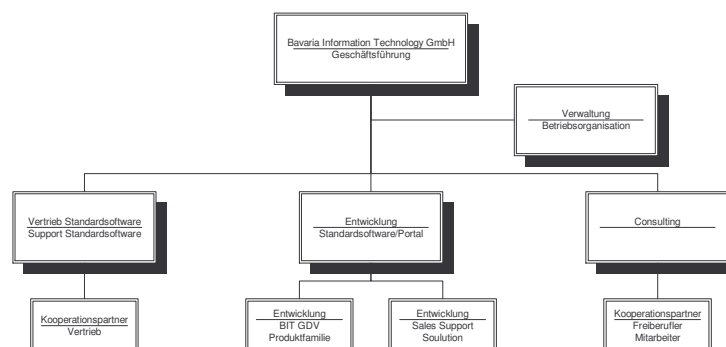 Bavaria Information Technology GmbH
Geschäftsführung
Verwaltung
Betriebsorganisation
Vertrieb Standardsoftware
Support Standardsoftware
Entwicklung
Standardsoftware/Portal
Consulting
Kooperationspartner
Vertrieb
Entwicklung
BIT GDV
Produktfamilie
Entwicklung
Sales Support
Soulution
Kooperationspartner
Freiberufler
Mitarbeiter